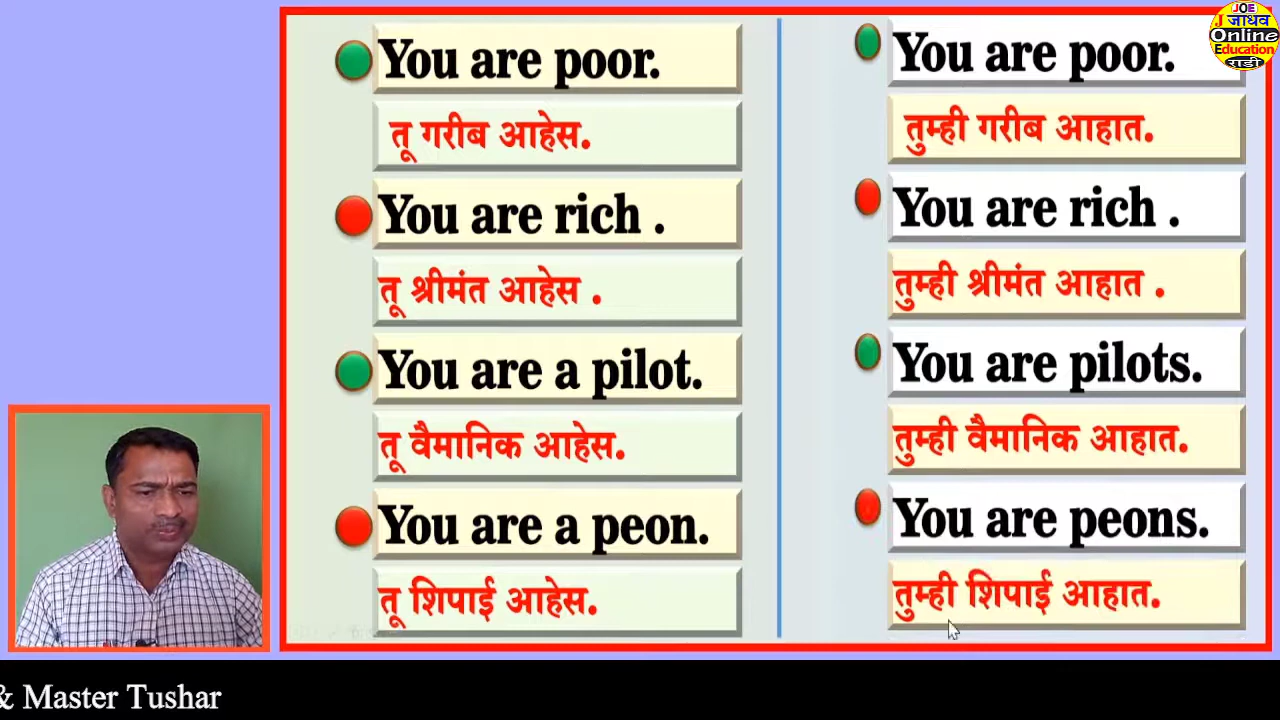 You are poor.
तू गरीब आहेस.
You are rich .
तू श्रीमंत आहेस .
You are a pilot.
तू वैमानिक आहेस.
You are a peon.
तू शिपाई आहेस.
You are poor.
तुम्ही गरीब आहात.
You are rich .
तुम्ही श्रीमंत आहात .
You are pilots.
तुम्ही वैमानिक आहात.
You are peons.
तुम्ही शिपाई आहात.
JOE
J जाधव
Online
Education
राडी
& Master Tushar